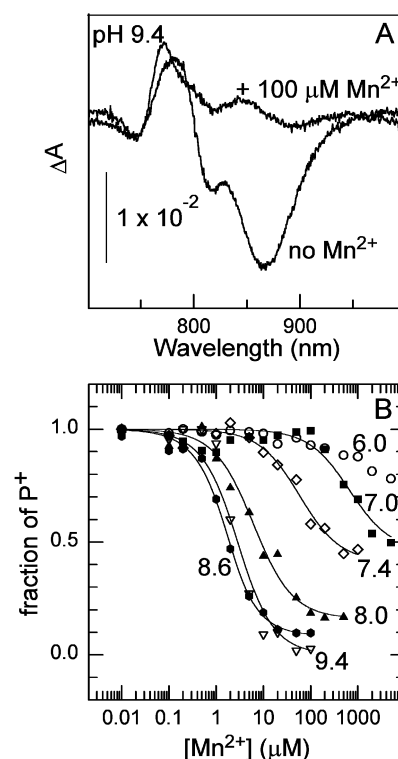 pH 9.4
A
+ 100 μM Mn²⁺
ΔA
1 x 10⁻²
no Mn²⁺
800 900
Wavelength (nm)
B
1.0
6.0
7.0
fraction of P⁺
0.5
7.4
8.6
8.0
0.0
9.4
0.01 0.1 1 10 100 1000
[Mn²⁺] (μM)